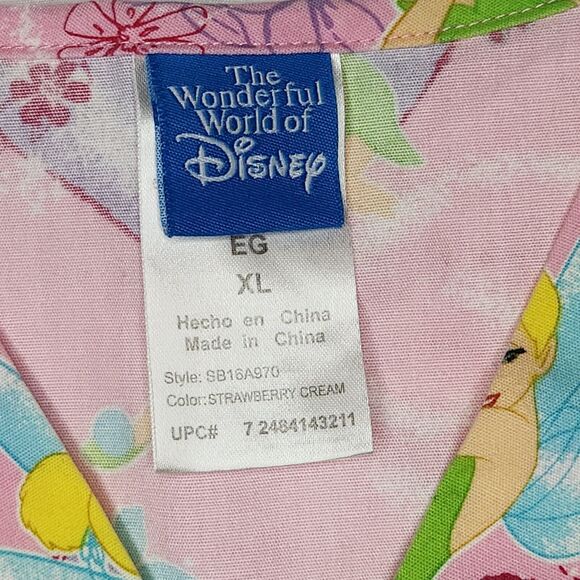 The
Wonderful
World of
Disney
EG
XL
Hecho en China
Made in China
Style: SB16A970
Color:STRAWBERRY CREAM
UPC# 7 2484143211